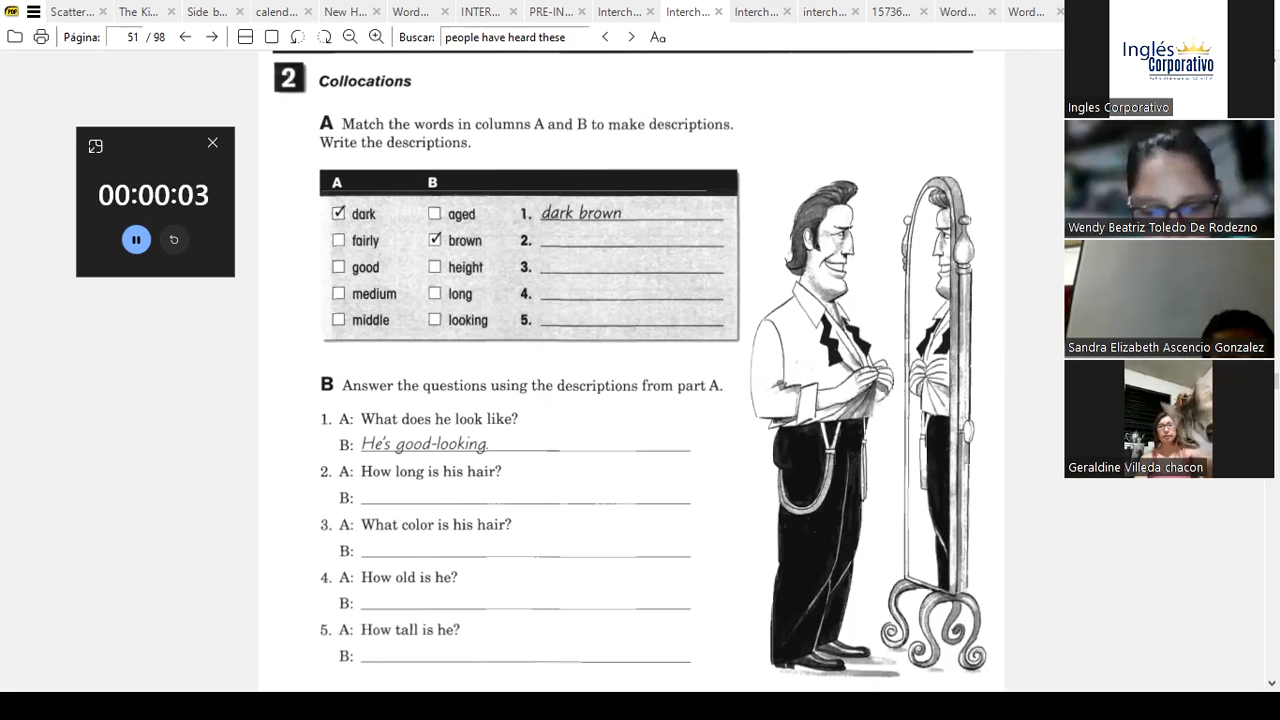 Scatter... The Ki... Side b... calend... New H... Word... INTER... PRE-IN... Interch... Interch... Interch... interch... 15736... Word... Word...
Página: 51 / 98 Buscar: people have heard these Aa
2 Collocations
A Match the words in columns A and B to make descriptions.
Write the descriptions.
A B
dark aged 1. dark brown
fairly brown 2.
good height 3.
medium long 4.
middle looking 5.
B Answer the questions using the descriptions from part A.
1. A: What does he look like?
B: He's good-looking.
2. A: How long is his hair?
B:
3. A: What color is his hair?
B:
4. A: How old is he?
B:
5. A: How tall is he?
B:
00:00:03
Inglés
Corporativo
Ingles Corporativo
Wendy Beatriz Toledo De Rodezno
Sandra Elizabeth Ascencio Gonzalez
Geraldine Villeda chacon